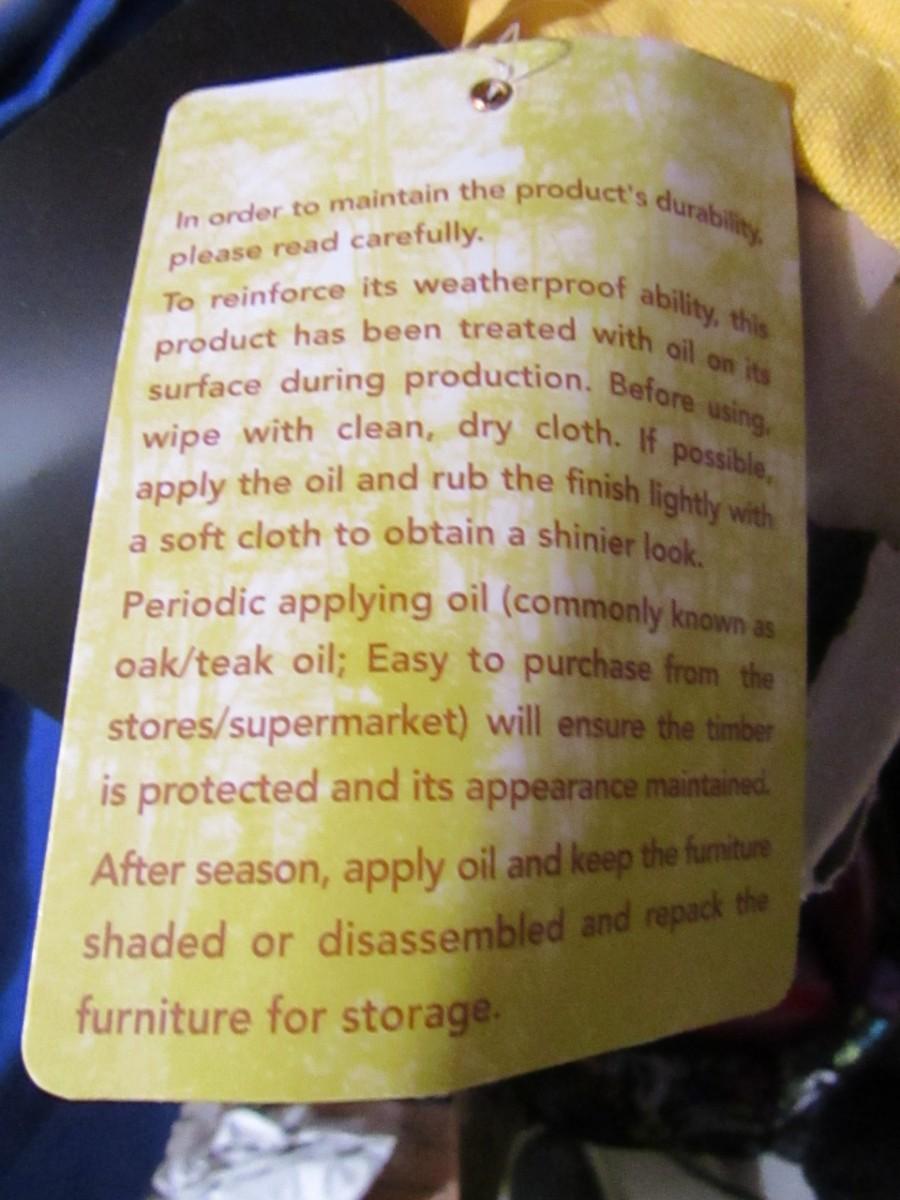 In order to maintain the product's durability,
please read carefully.
To reinforce its weatherproof ability, this
product has been treated with oil on its
surface during production. Before using,
wipe with clean, dry cloth. If possible,
apply the oil and rub the finish lightly with
a soft cloth to obtain a shinier look.
Periodic applying oil (commonly known as
oak/teak oil; Easy to purchase from the
stores/supermarket) will ensure the timber
is protected and its appearance maintained.
After season, apply oil and keep the furniture
shaded or disassembled and repack the
furniture for storage.